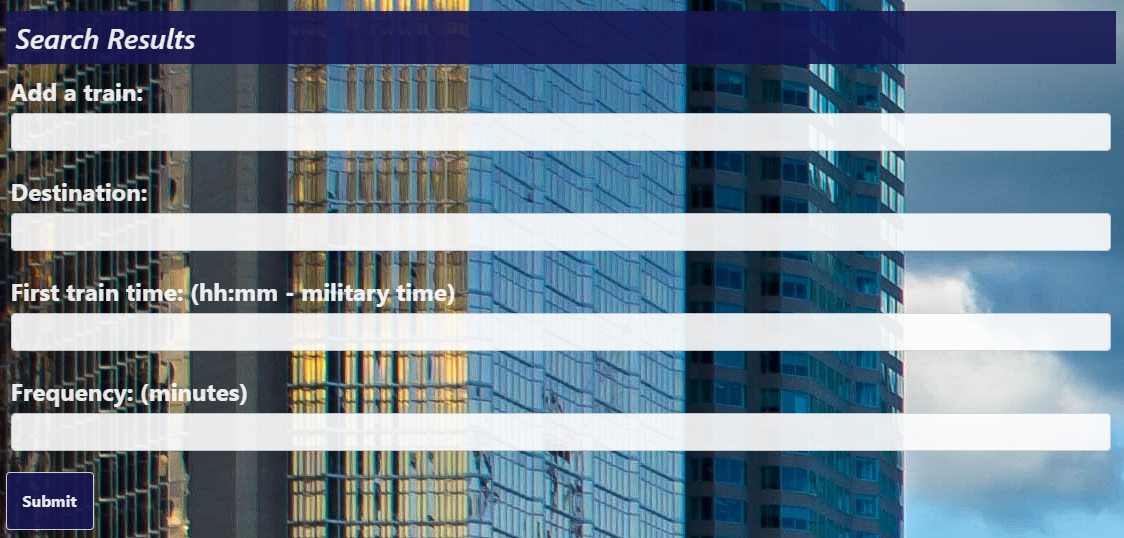 Search Results
Add a train:
Destination:
First train time: (hh:mm - military time)
Frequency: (minutes)
Submit